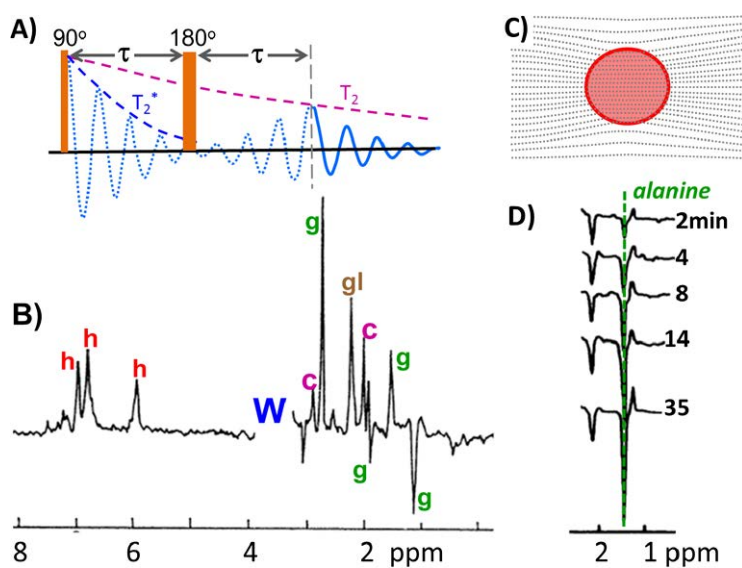 A)
90° τ 180° τ
T2*
T2
C)
alanine
D)
2min
4
8
14
35
2 1 ppm
B)
h h h
W
c g gl c g
g g
8 6 4 2 ppm